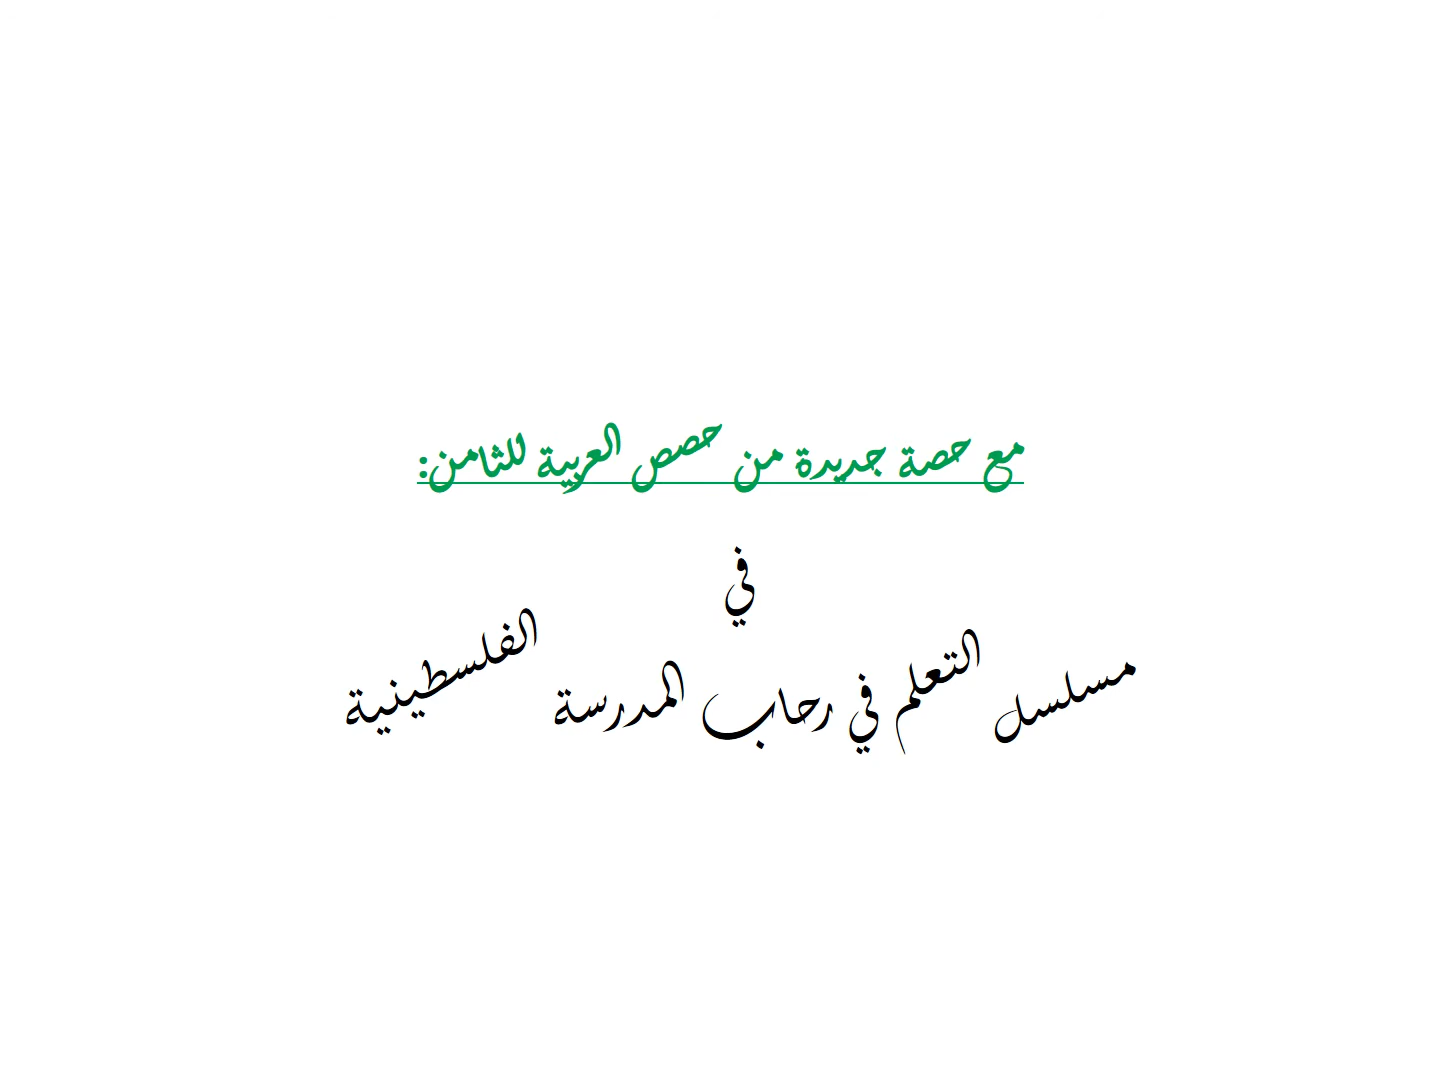 مع حصة جديدة من حصص العربية للثامن:
في
مسلسل التعلم في رحاب المدرسة الفلسطينية